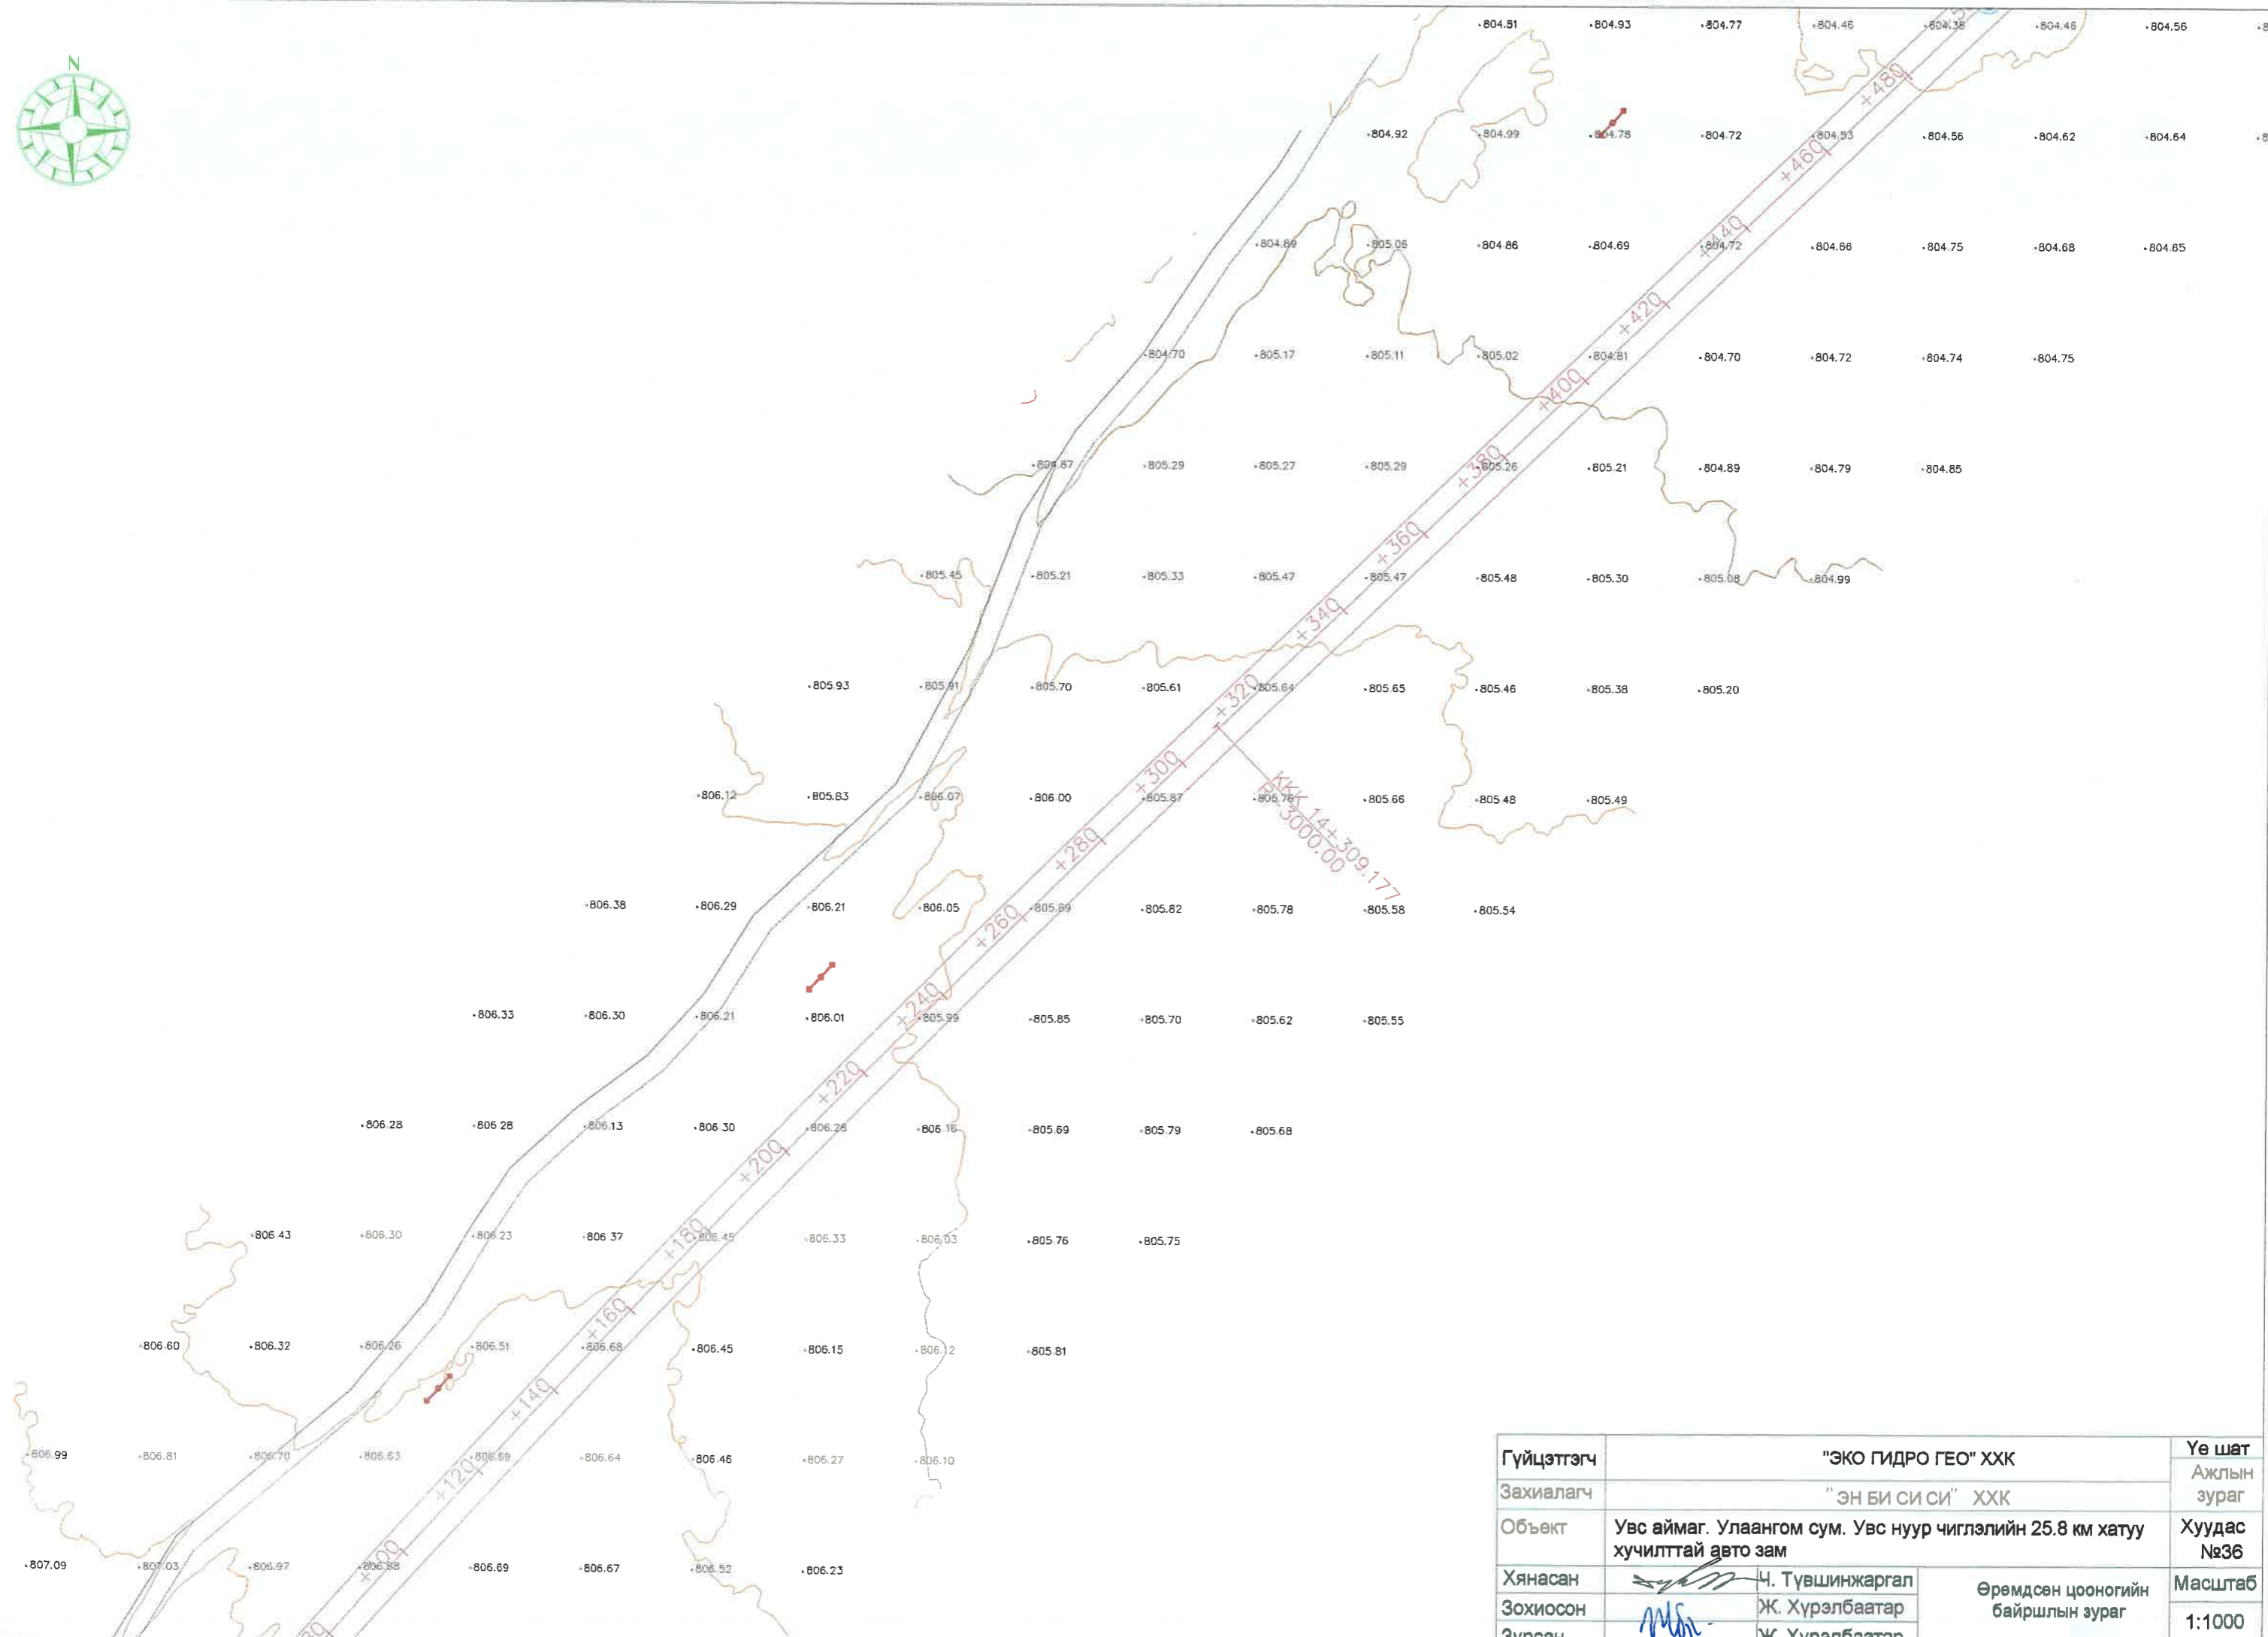 N
804.81 804.93 804.77 804.46 804.38 804.46 804.56
+480
804.92 804.99 804.78 804.72 804.53 804.56 804.62 804.64
+460
+440
804.89 805.06 804.86 804.69 804.72 804.66 804.75 804.68 804.65
+420
804.70 805.17 805.11 805.02 804.81 804.70 804.72 804.74 804.75
+400
+380
804.87 805.29 805.27 805.29 805.26 805.21 804.89 804.79 804.85
+360
805.45 805.21 805.33 805.47 805.47 805.48 805.30 805.08 804.99
+340
805.93 805.91 805.70 805.61 805.64 805.65 805.46 805.38 805.20
+320
+300
806.12 805.83 806.07 806.00 805.87 805.76 805.66 805.48 805.49
ККК 14+309.177
3000.00
+280
806.38 806.29 806.21 806.05 805.89 805.82 805.78 805.58 805.54
+260
+240
806.33 806.30 806.21 806.01 805.99 805.85 805.70 805.62 805.55
+220
806.28 806.28 806.13 806.30 806.28 806.16 805.69 805.79 805.68
+200
+180
806.43 806.30 806.23 806.37 806.45 806.33 806.03 805.76 805.75
+160
806.60 806.32 806.26 806.51 806.68 806.45 806.15 806.12 805.81
+140
806.99 806.81 806.70 806.63 806.69 806.64 806.46 806.27 806.10
+120
807.09 807.03 806.97 806.88 806.69 806.67 806.52 806.23
+100
Гүйцэтгэгч "ЭКО ГИДРО ГЕО" ХХК Үе шат
Захиалагч "ЭН БИ СИ СИ" ХХК Ажлын зураг
Объект Увс аймаг. Улаангом сум. Увс нуур чиглэлийн 25.8 км хатуу
хучилттай авто зам
Хуудас
№36
Хянасан Ч. Түвшинжаргал
Зохиосон Ж. Хүрэлбаатар
Зурсан Ж. Хүрэлбаатар
Өрөмдсөн цооногийн
байршлын зураг
Масштаб
1:1000